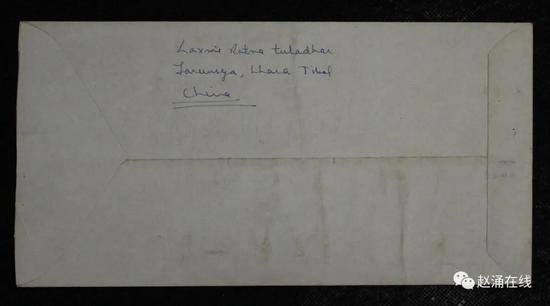 Laxmi Ratna Tuladhar
Lhasa Tibet
China
赵涌在线